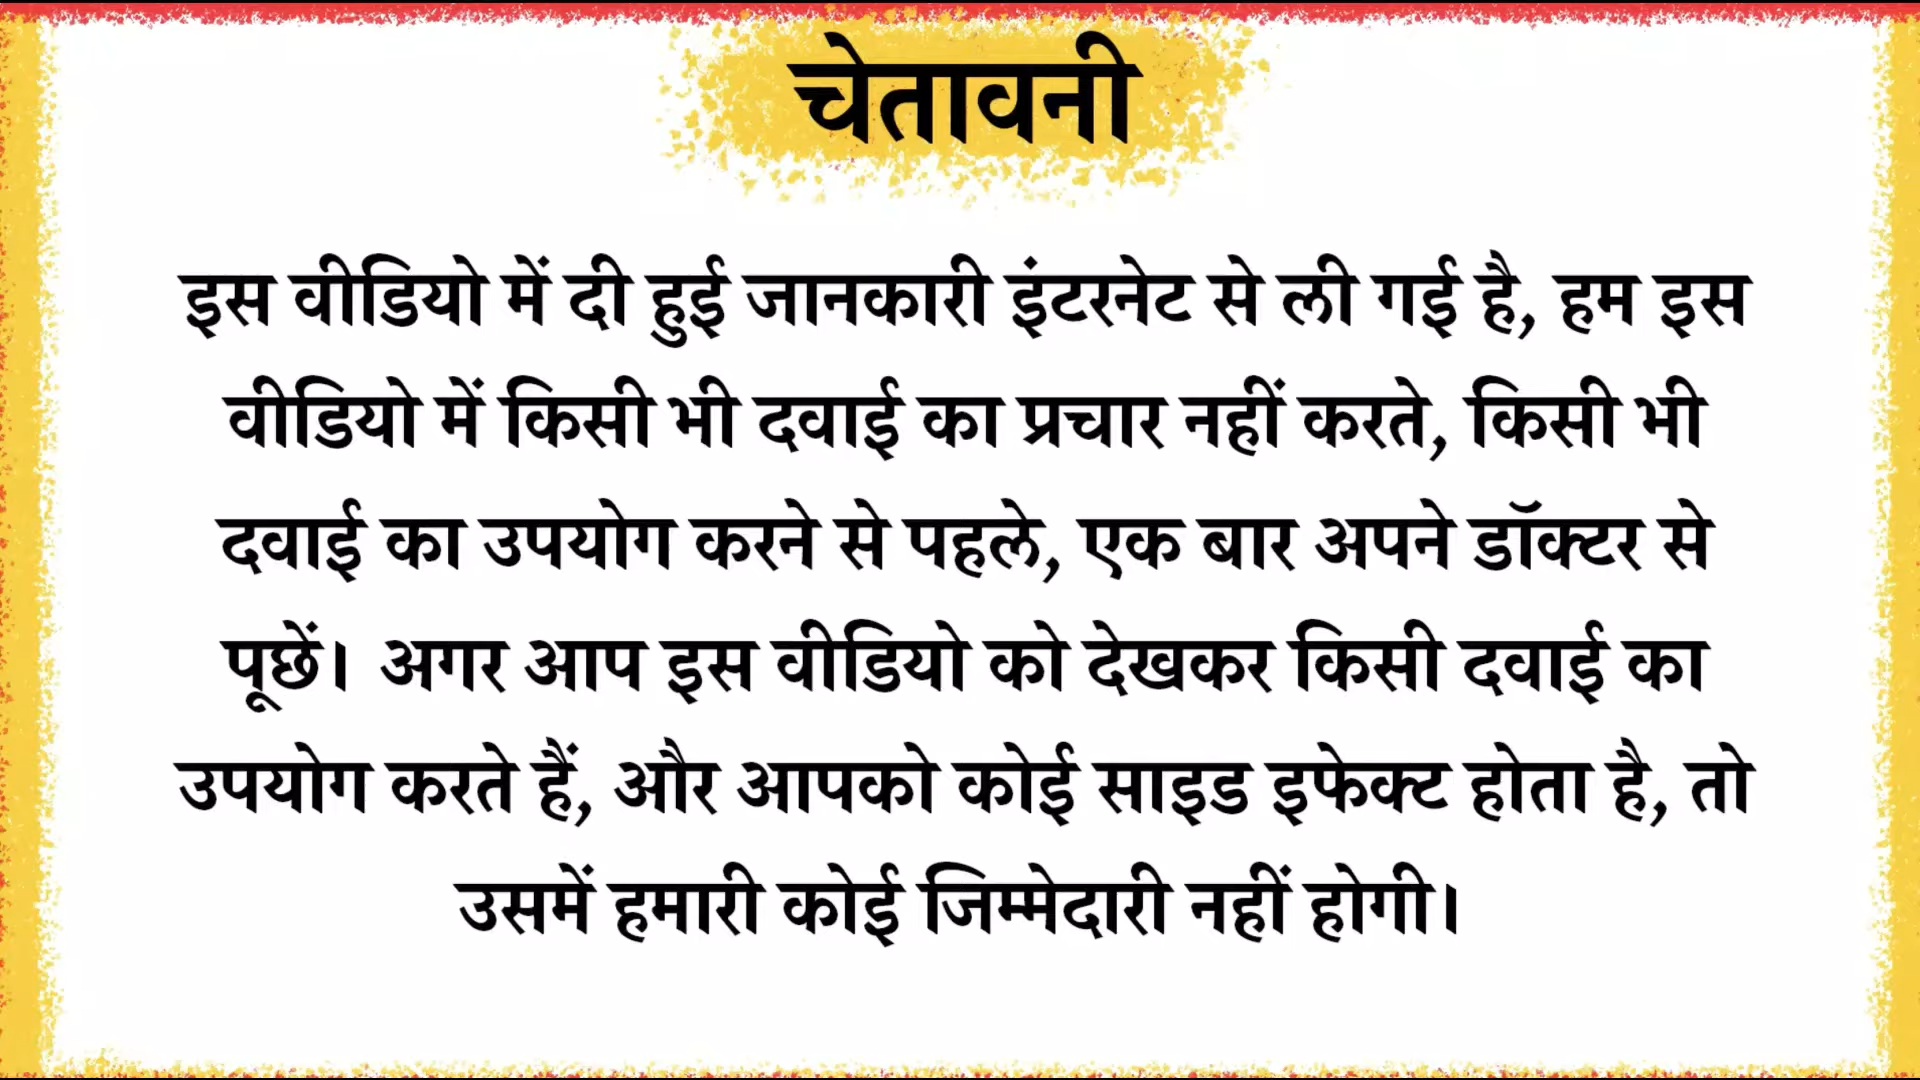 चेतावनी
इस वीडियो में दी हुई जानकारी इंटरनेट से ली गई है, हम इस
वीडियो में किसी भी दवाई का प्रचार नहीं करते, किसी भी
दवाई का उपयोग करने से पहले, एक बार अपने डॉक्टर से
पूछें। अगर आप इस वीडियो को देखकर किसी दवाई का
उपयोग करते हैं, और आपको कोई साइड इफेक्ट होता है, तो
उसमें हमारी कोई जिम्मेदारी नहीं होगी।